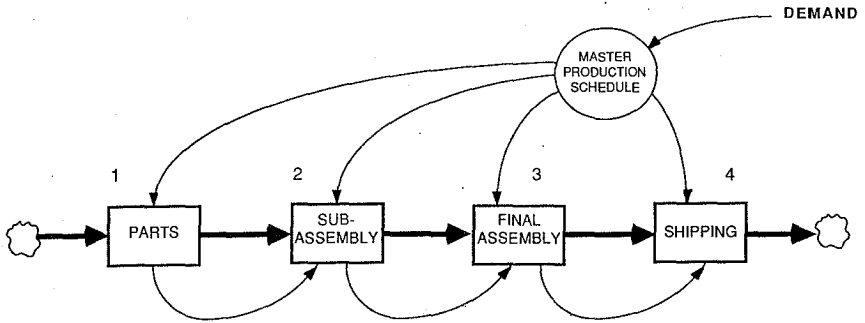 DEMAND
MASTER
PRODUCTION
SCHEDULE
1
2
3
4
PARTS
SUB-
ASSEMBLY
FINAL
ASSEMBLY
SHIPPING